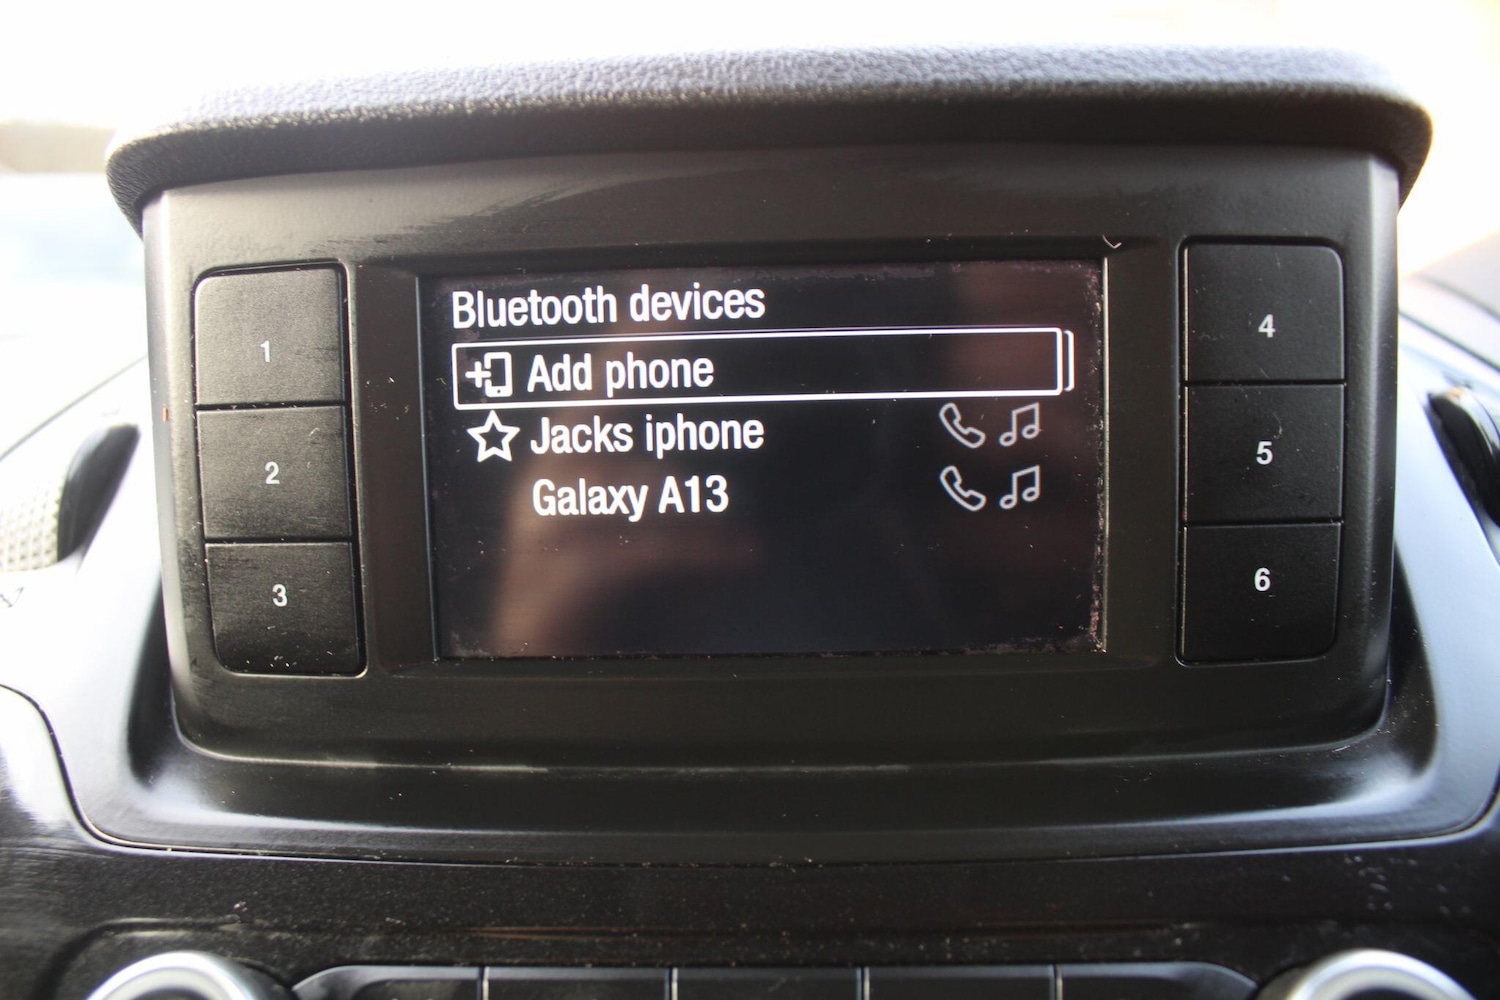 Bluetooth devices
Add phone
Jacks iphone
Galaxy A13
1
2
3
4
5
6